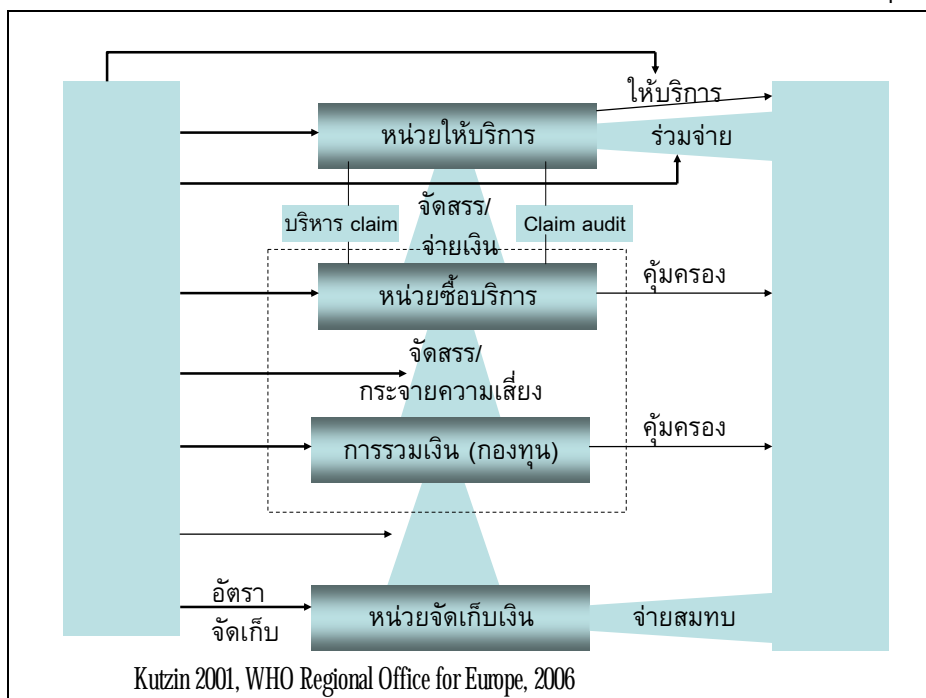 ให้บริการ
หน่วยให้บริการ
ร่วมจ่าย
บริหาร claim
จัดสรร/
จ่ายเงิน
Claim audit
หน่วยซื้อบริการ
คุ้มครอง
จัดสรร/
กระจายความเสี่ยง
การรวมเงิน (กองทุน)
คุ้มครอง
อัตรา
จัดเก็บ
หน่วยจัดเก็บเงิน
จ่ายสมทบ
Kutzin 2001, WHO Regional Office for Europe, 2006